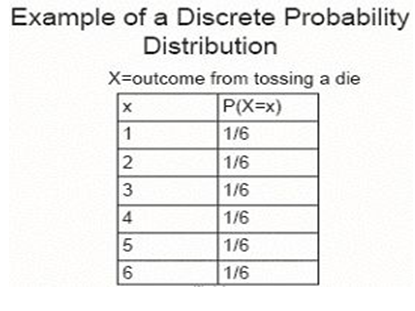 Example of a Discrete Probability
Distribution
X=outcome from tossing a die
x P(X=x)
1 1/6
2 1/6
3 1/6
4 1/6
5 1/6
6 1/6